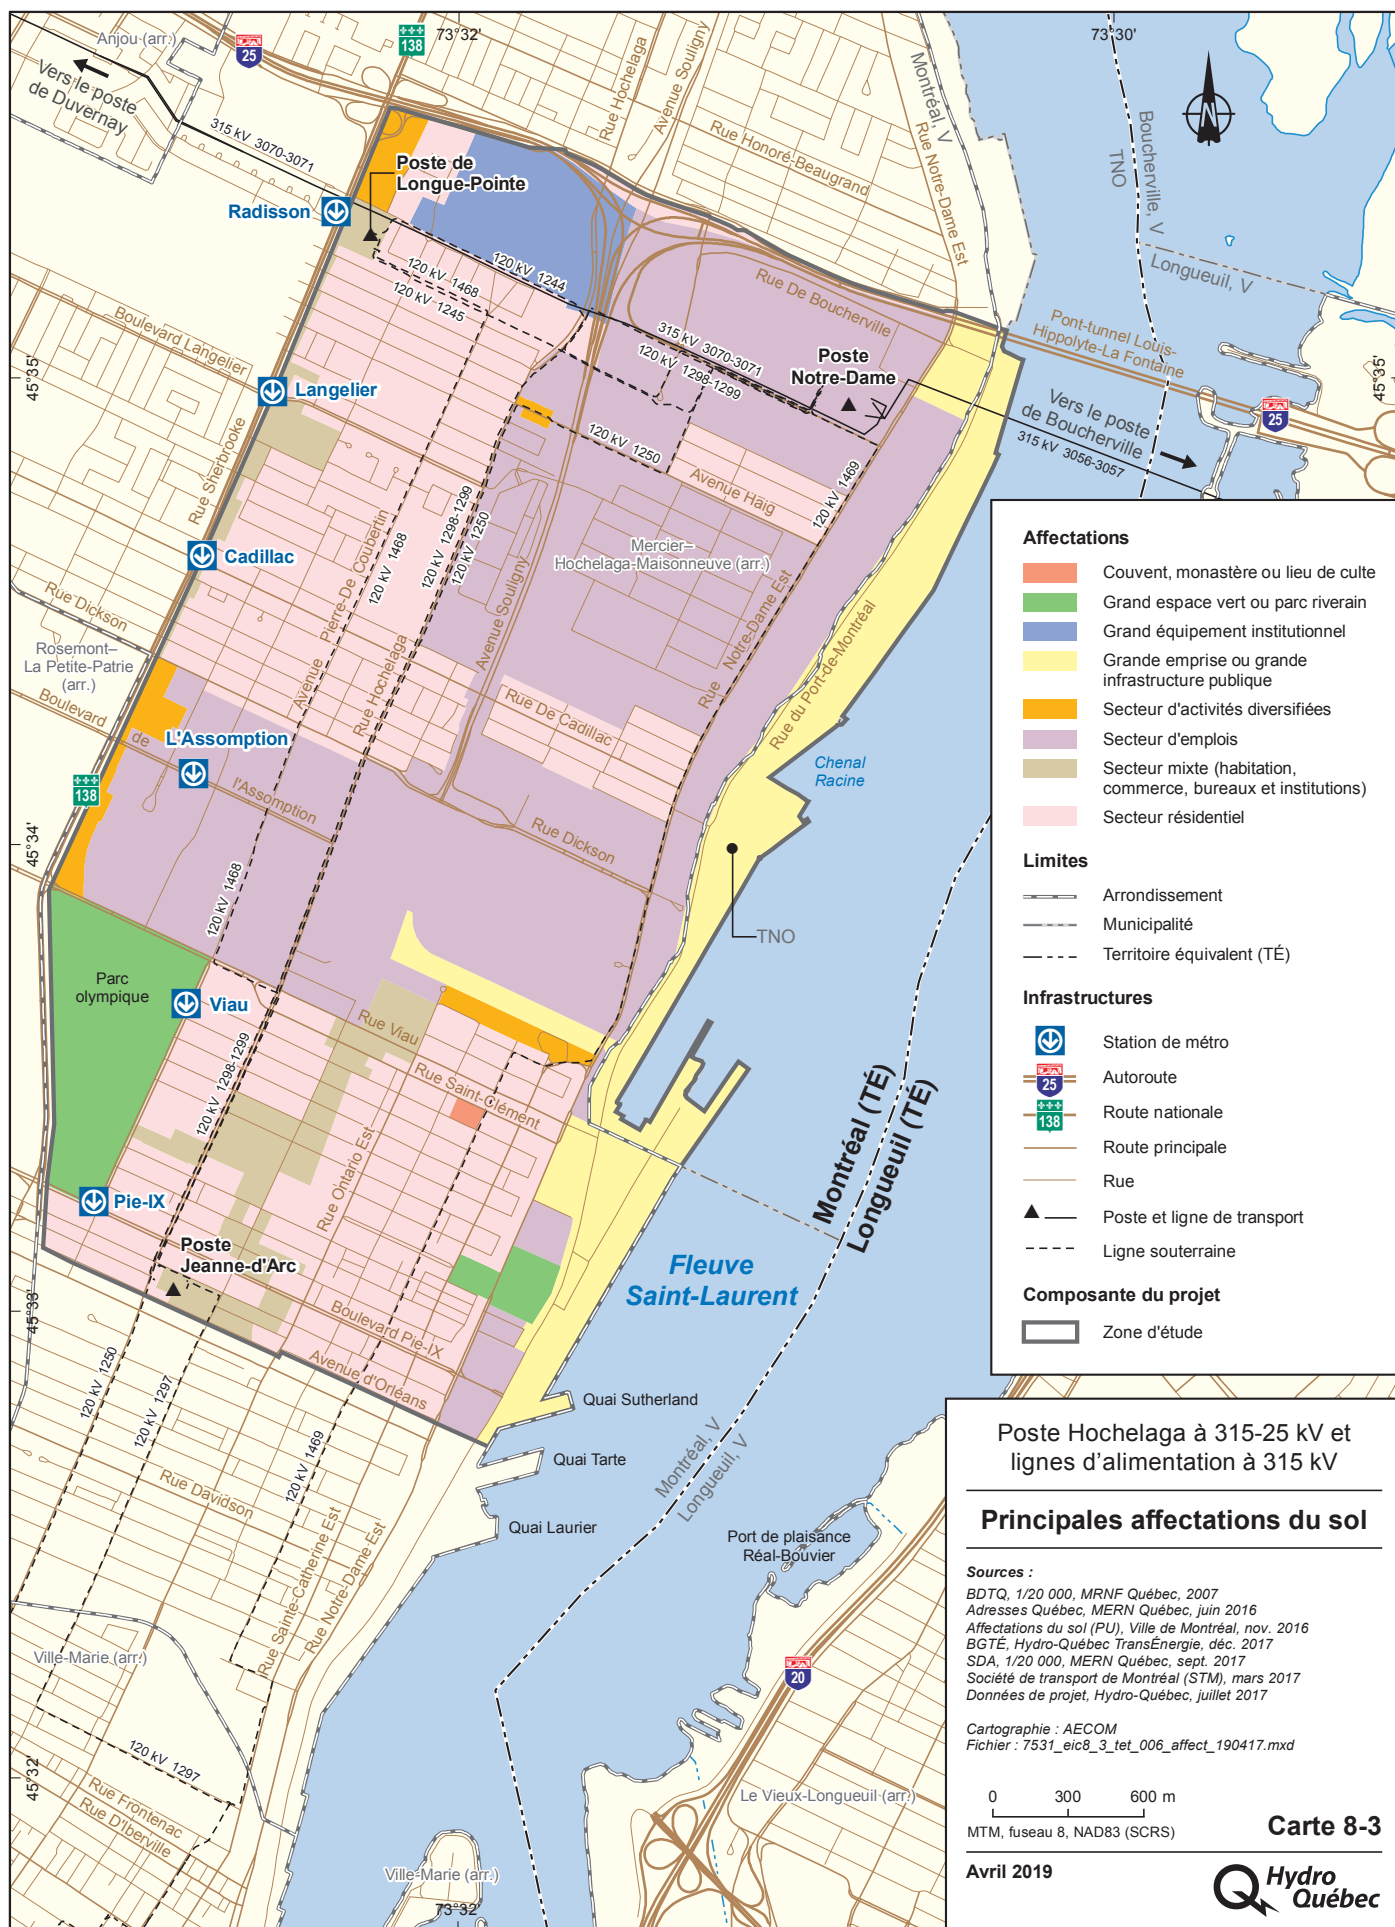 Anjou (arr.)
25
138
73°32'
73°30'
Vers le poste
de Duvernay
315 kV 3070-3071
Rue Hochelaga
Avenue Souligny
Montréal, V
Rue Honoré-Beaugrand
Rue Notre-Dame Est
Boucherville, V
TNO
Longueuil, V
N
Poste de
Longue-Pointe
Radisson
120 kV 1244
120 kV 1468
120 kV 1245
Rue De Boucherville
315 kV 3070-3071
120 kV 1298-1299
Poste
Notre-Dame
Pont-tunnel Louis-
Hippolyte-La Fontaine
45°35'
45°35'
Boulevard Langelier
Langelier
Vers le poste
de Boucherville
315 kV 3056-3057
25
120 kV 1250
Avenue Haig
120 kV 1469
Rue Sherbrooke
Cadillac
Avenue Pierre-De Coubertin
120 kV 1468
120 kV 1298-1299
120 kV 1250
Avenue Souligny
Mercier–
Hochelaga-Maisonneuve (arr.)
Rue Dickson
Rosemont–
La Petite-Patrie
(arr.)
Rue Hochelaga
Rue Notre-Dame Est
Rue du Port-de-Montréal
Rue De Cadillac
Boulevard de l'Assomption
L'Assomption
138
Chenal
Racine
Rue Dickson
45°34'
120 kV 1468
TNO
Parc
olympique
Viau
Rue Viau
Rue Saint-Clément
120 kV 1298-1299
Rue Ontario Est
Montréal (TÉ)
Longueuil (TÉ)
Pie-IX
Poste
Jeanne-d'Arc
Fleuve
Saint-Laurent
45°33'
Boulevard Pie-IX
Avenue d'Orléans
120 kV 1250
120 kV 1297
120 kV 1469
Quai Sutherland
Quai Tarte
Quai Laurier
Montréal, V
Longueuil, V
Rue Davidson
Rue Sainte-Catherine Est
Rue Notre-Dame Est
Port de plaisance
Réal-Bouvier
Ville-Marie (arr.)
20
120 kV 1297
45°32'
Rue Frontenac
Rue D'Iberville
Le Vieux-Longueuil (arr.)
Ville-Marie (arr.)
73°32'
Affectations
Couvent, monastère ou lieu de culte
Grand espace vert ou parc riverain
Grand équipement institutionnel
Grande emprise ou grande
infrastructure publique
Secteur d'activités diversifiées
Secteur d'emplois
Secteur mixte (habitation,
commerce, bureaux et institutions)
Secteur résidentiel
Limites
Arrondissement
Municipalité
Territoire équivalent (TÉ)
Infrastructures
Station de métro
25
Autoroute
138
Route nationale
Route principale
Rue
Poste et ligne de transport
Ligne souterraine
Composante du projet
Zone d'étude
Poste Hochelaga à 315-25 kV et
lignes d'alimentation à 315 kV
Principales affectations du sol
Sources :
BDTQ, 1/20 000, MRNF Québec, 2007
Adresses Québec, MERN Québec, juin 2016
Affectations du sol (PU), Ville de Montréal, nov. 2016
BGTÉ, Hydro-Québec TransÉnergie, déc. 2017
SDA, 1/20 000, MERN Québec, sept. 2017
Société de transport de Montréal (STM), mars 2017
Données de projet, Hydro-Québec, juillet 2017
Cartographie : AECOM
Fichier : 7531_eic8_3_tet_006_affect_190417.mxd
0 300 600 m
MTM, fuseau 8, NAD83 (SCRS)
Carte 8-3
Avril 2019
Hydro
Québec